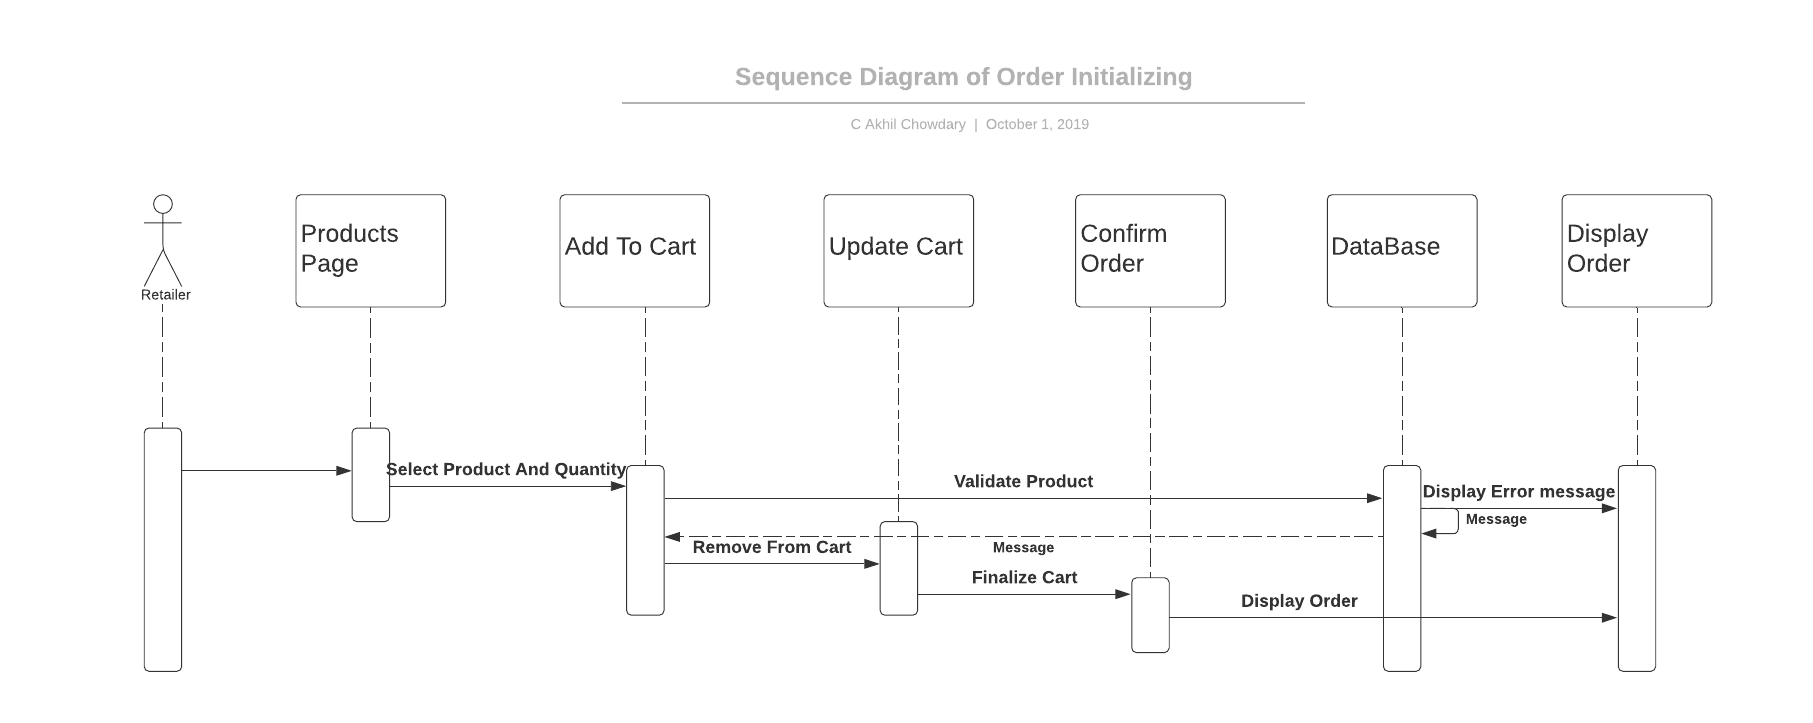 Sequence Diagram of Order Initializing
C Akhil Chowdary | October 1, 2019
Retailer
Products
Page
Add To Cart
Update Cart
Confirm
Order
DataBase
Display
Order
Select Product And Quantity
Validate Product
Display Error message
Message
Remove From Cart
Message
Finalize Cart
Display Order